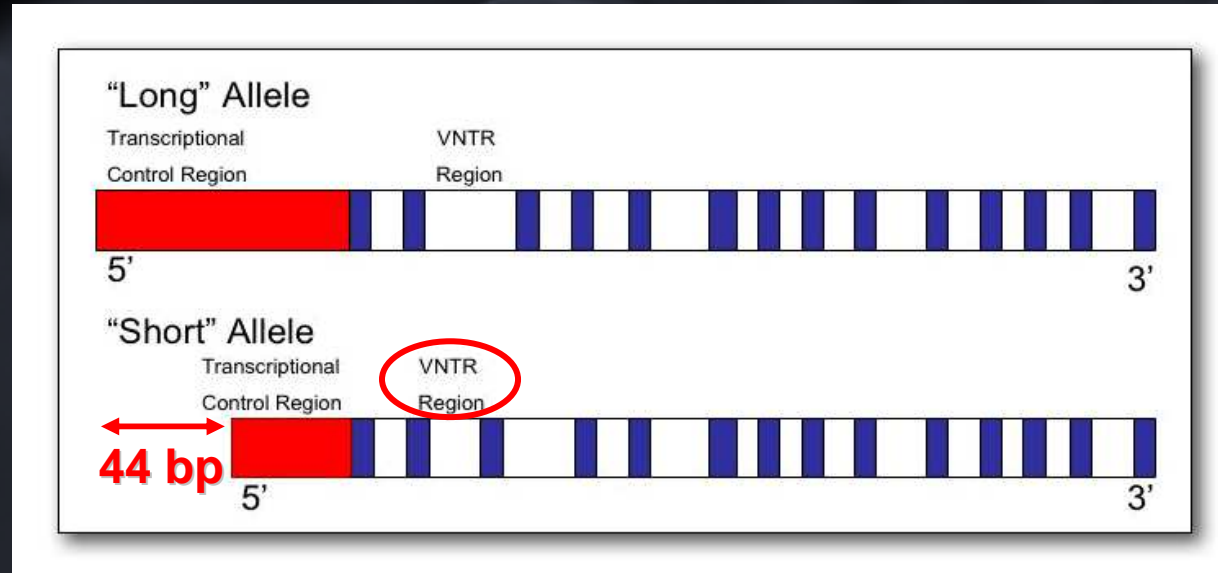 “Long” Allele
Transcriptional VNTR
Control Region Region
5’ 3’
“Short” Allele
Transcriptional VNTR
Control Region Region
44 bp
5’ 3’